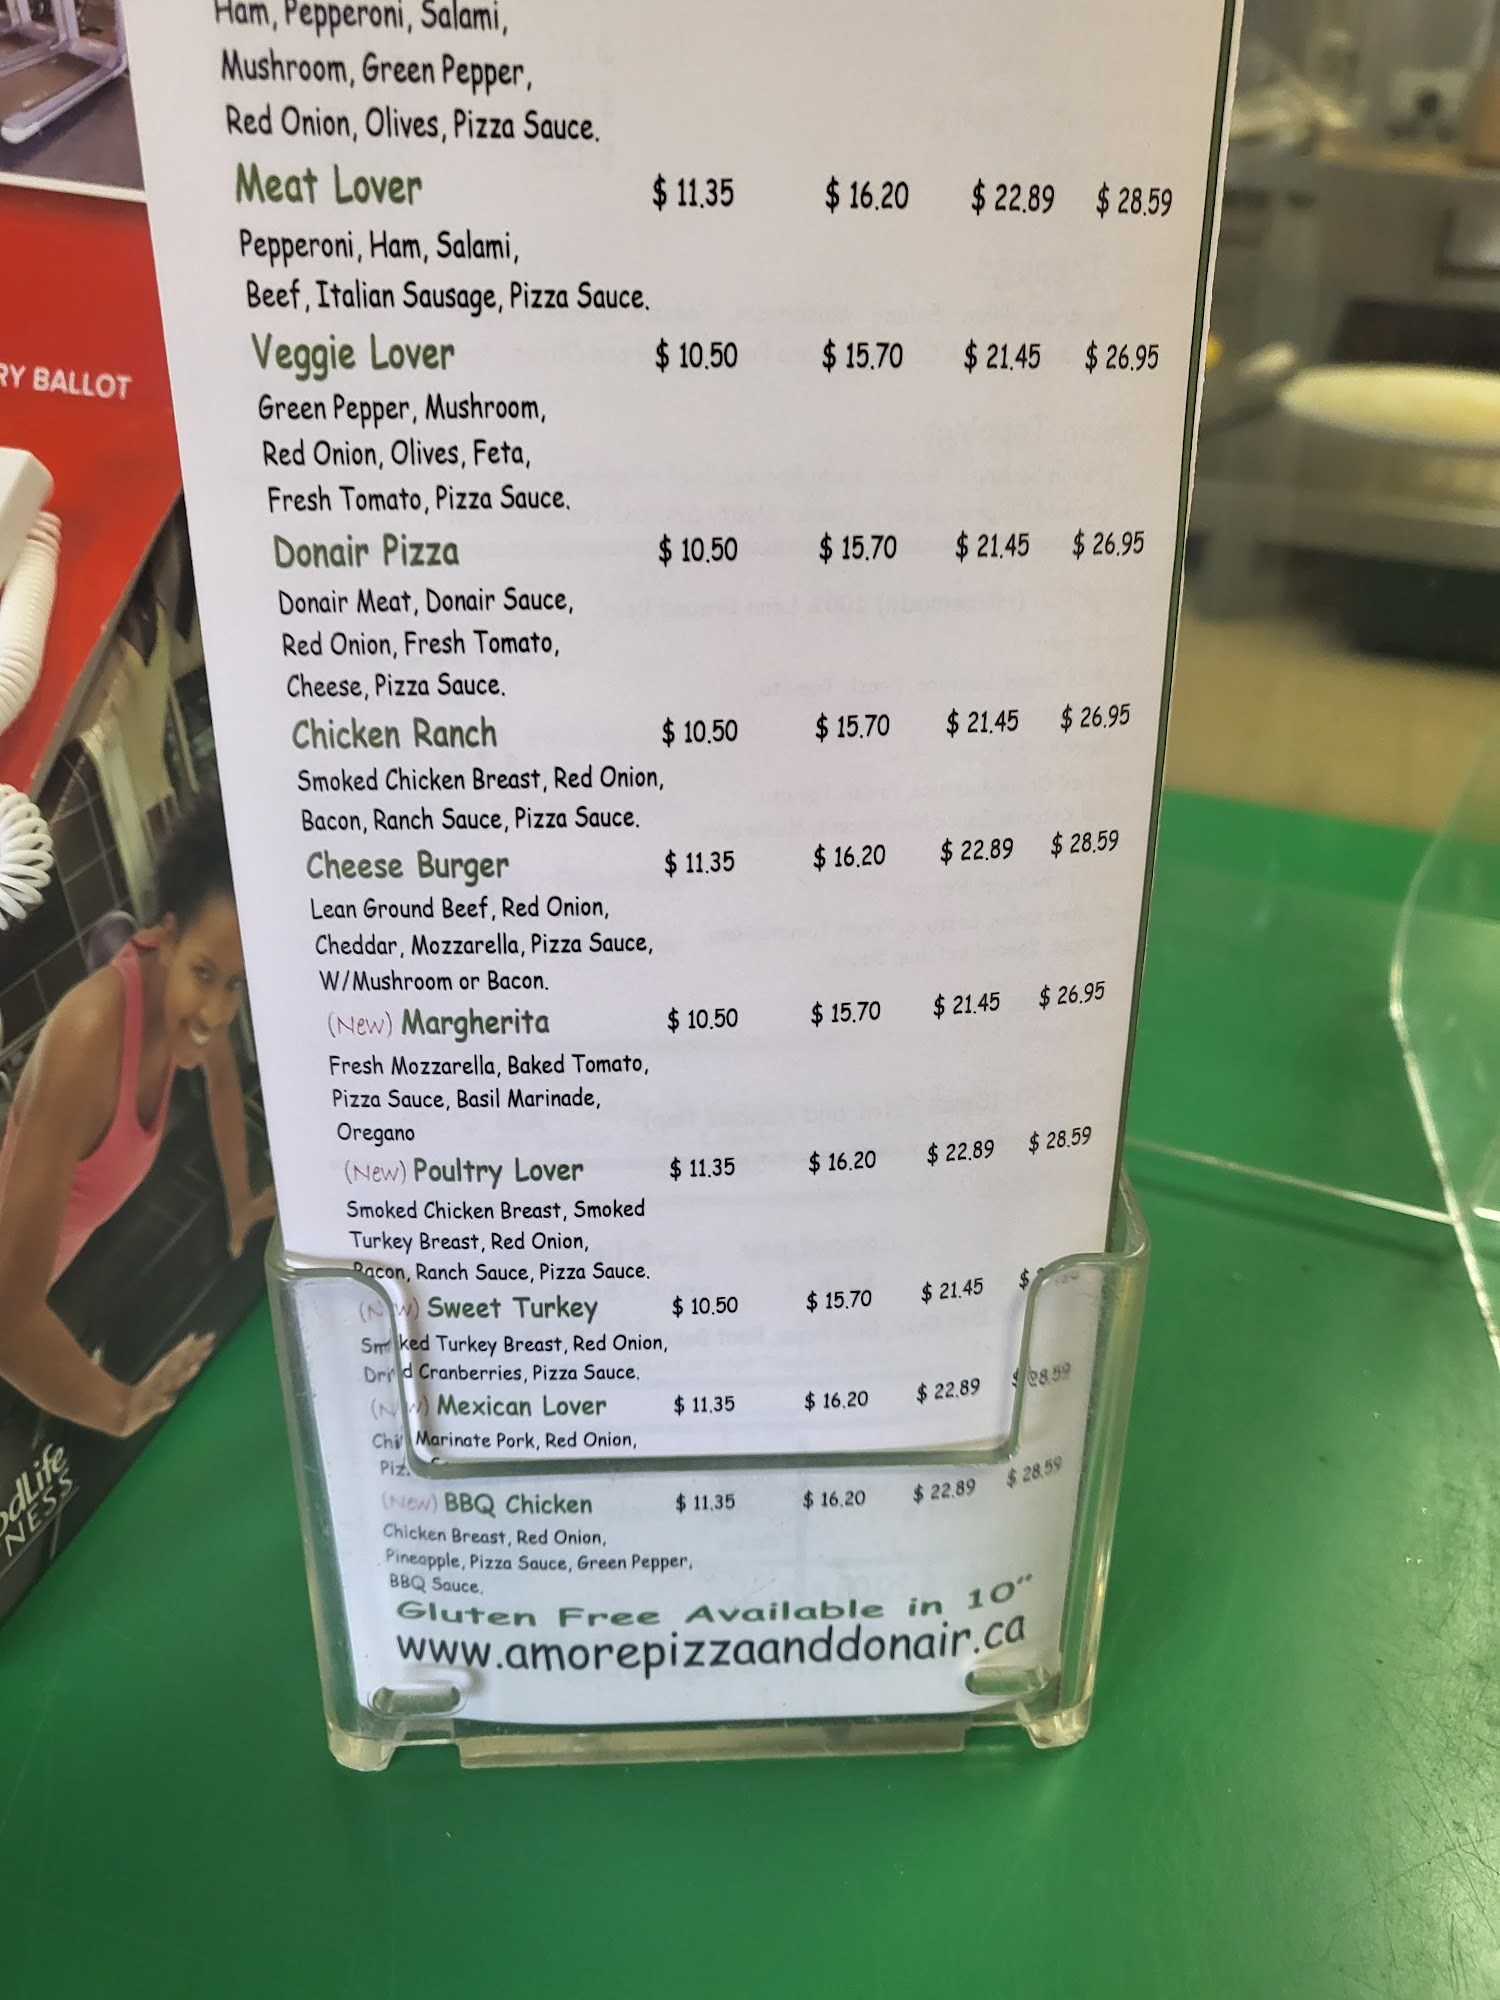 Ham, Pepperoni, Salami,
Mushroom, Green Pepper,
Red Onion, Olives, Pizza Sauce.
Meat Lover $ 11.35 $ 16.20 $ 22.89 $ 28.59
Pepperoni, Ham, Salami,
Beef, Italian Sausage, Pizza Sauce.
Veggie Lover $ 10.50 $ 15.70 $ 21.45 $ 26.95
Green Pepper, Mushroom,
Red Onion, Olives, Feta,
Fresh Tomato, Pizza Sauce.
Donair Pizza $ 10.50 $ 15.70 $ 21.45 $ 26.95
Donair Meat, Donair Sauce,
Red Onion, Fresh Tomato,
Cheese, Pizza Sauce.
Chicken Ranch $ 10.50 $ 15.70 $ 21.45 $ 26.95
Smoked Chicken Breast, Red Onion,
Bacon, Ranch Sauce, Pizza Sauce.
Cheese Burger $ 11.35 $ 16.20 $ 22.89 $ 28.59
Lean Ground Beef, Red Onion,
Cheddar, Mozzarella, Pizza Sauce,
W/Mushroom or Bacon.
(New) Margherita $ 10.50 $ 15.70 $ 21.45 $ 26.95
Fresh Mozzarella, Baked Tomato,
Pizza Sauce, Basil Marinade,
Oregano
(New) Poultry Lover $ 11.35 $ 16.20 $ 22.89 $ 28.59
Smoked Chicken Breast, Smoked
Turkey Breast, Red Onion,
Bacon, Ranch Sauce, Pizza Sauce.
(New) Sweet Turkey $ 10.50 $ 15.70 $ 21.45 $
Smoked Turkey Breast, Red Onion,
Dried Cranberries, Pizza Sauce.
(New) Mexican Lover $ 11.35 $ 16.20 $ 22.89 $ 28.59
Marinate Pork, Red Onion,
(New) BBQ Chicken $ 11.35 $ 16.20 $ 22.89 $ 28.59
Chicken Breast, Red Onion,
Pineapple, Pizza Sauce, Green Pepper,
BBQ Sauce.
Gluten Free Available in 10"
www.amorepizzaanddonair.ca
RY BALLOT
odLife
NESS